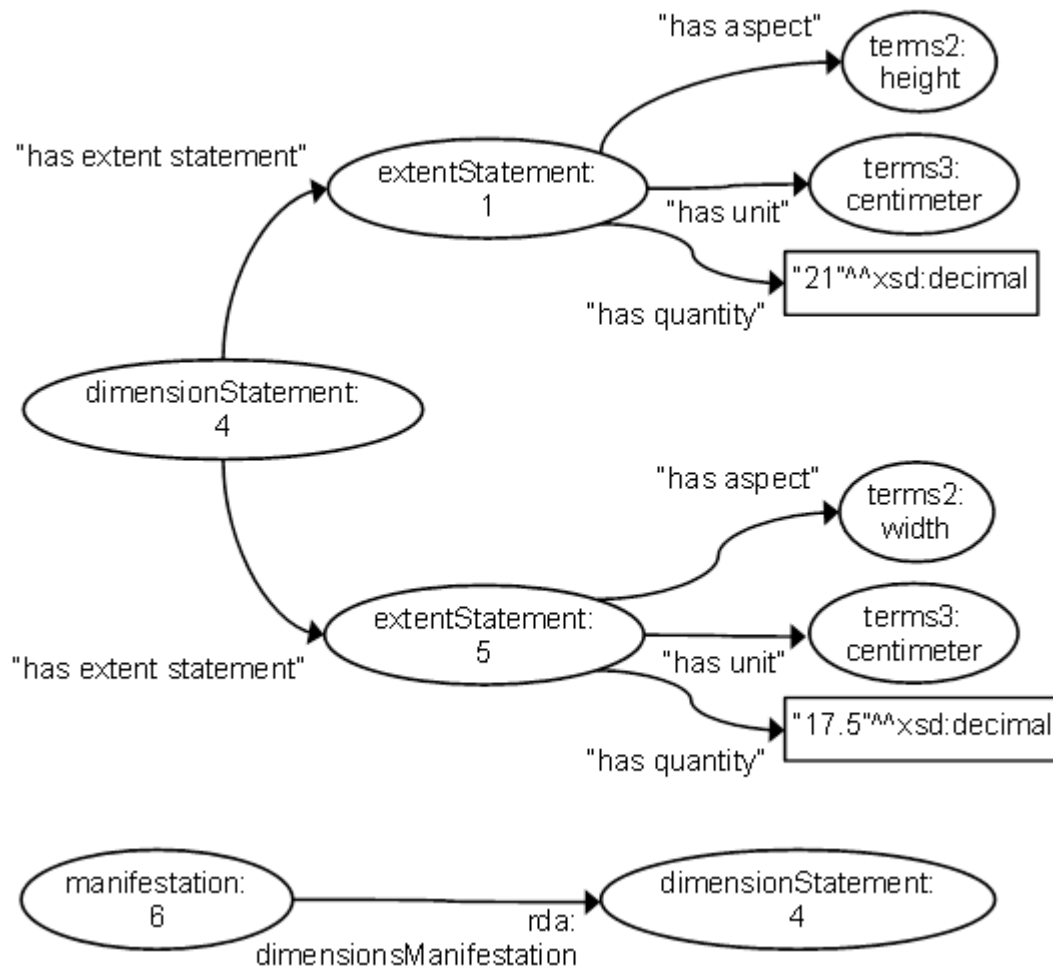 "has aspect"
terms2:
height
"has extent statement"
extentStatement:
1
terms3:
centimeter
"has unit"
"21"^^xsd:decimal
"has quantity"
dimensionStatement:
4
"has aspect"
terms2:
width
extentStatement:
5
terms3:
centimeter
"has extent statement"
"has unit"
"17.5"^^xsd:decimal
"has quantity"
manifestation:
6
rda:
dimensionsManifestation
dimensionStatement:
4